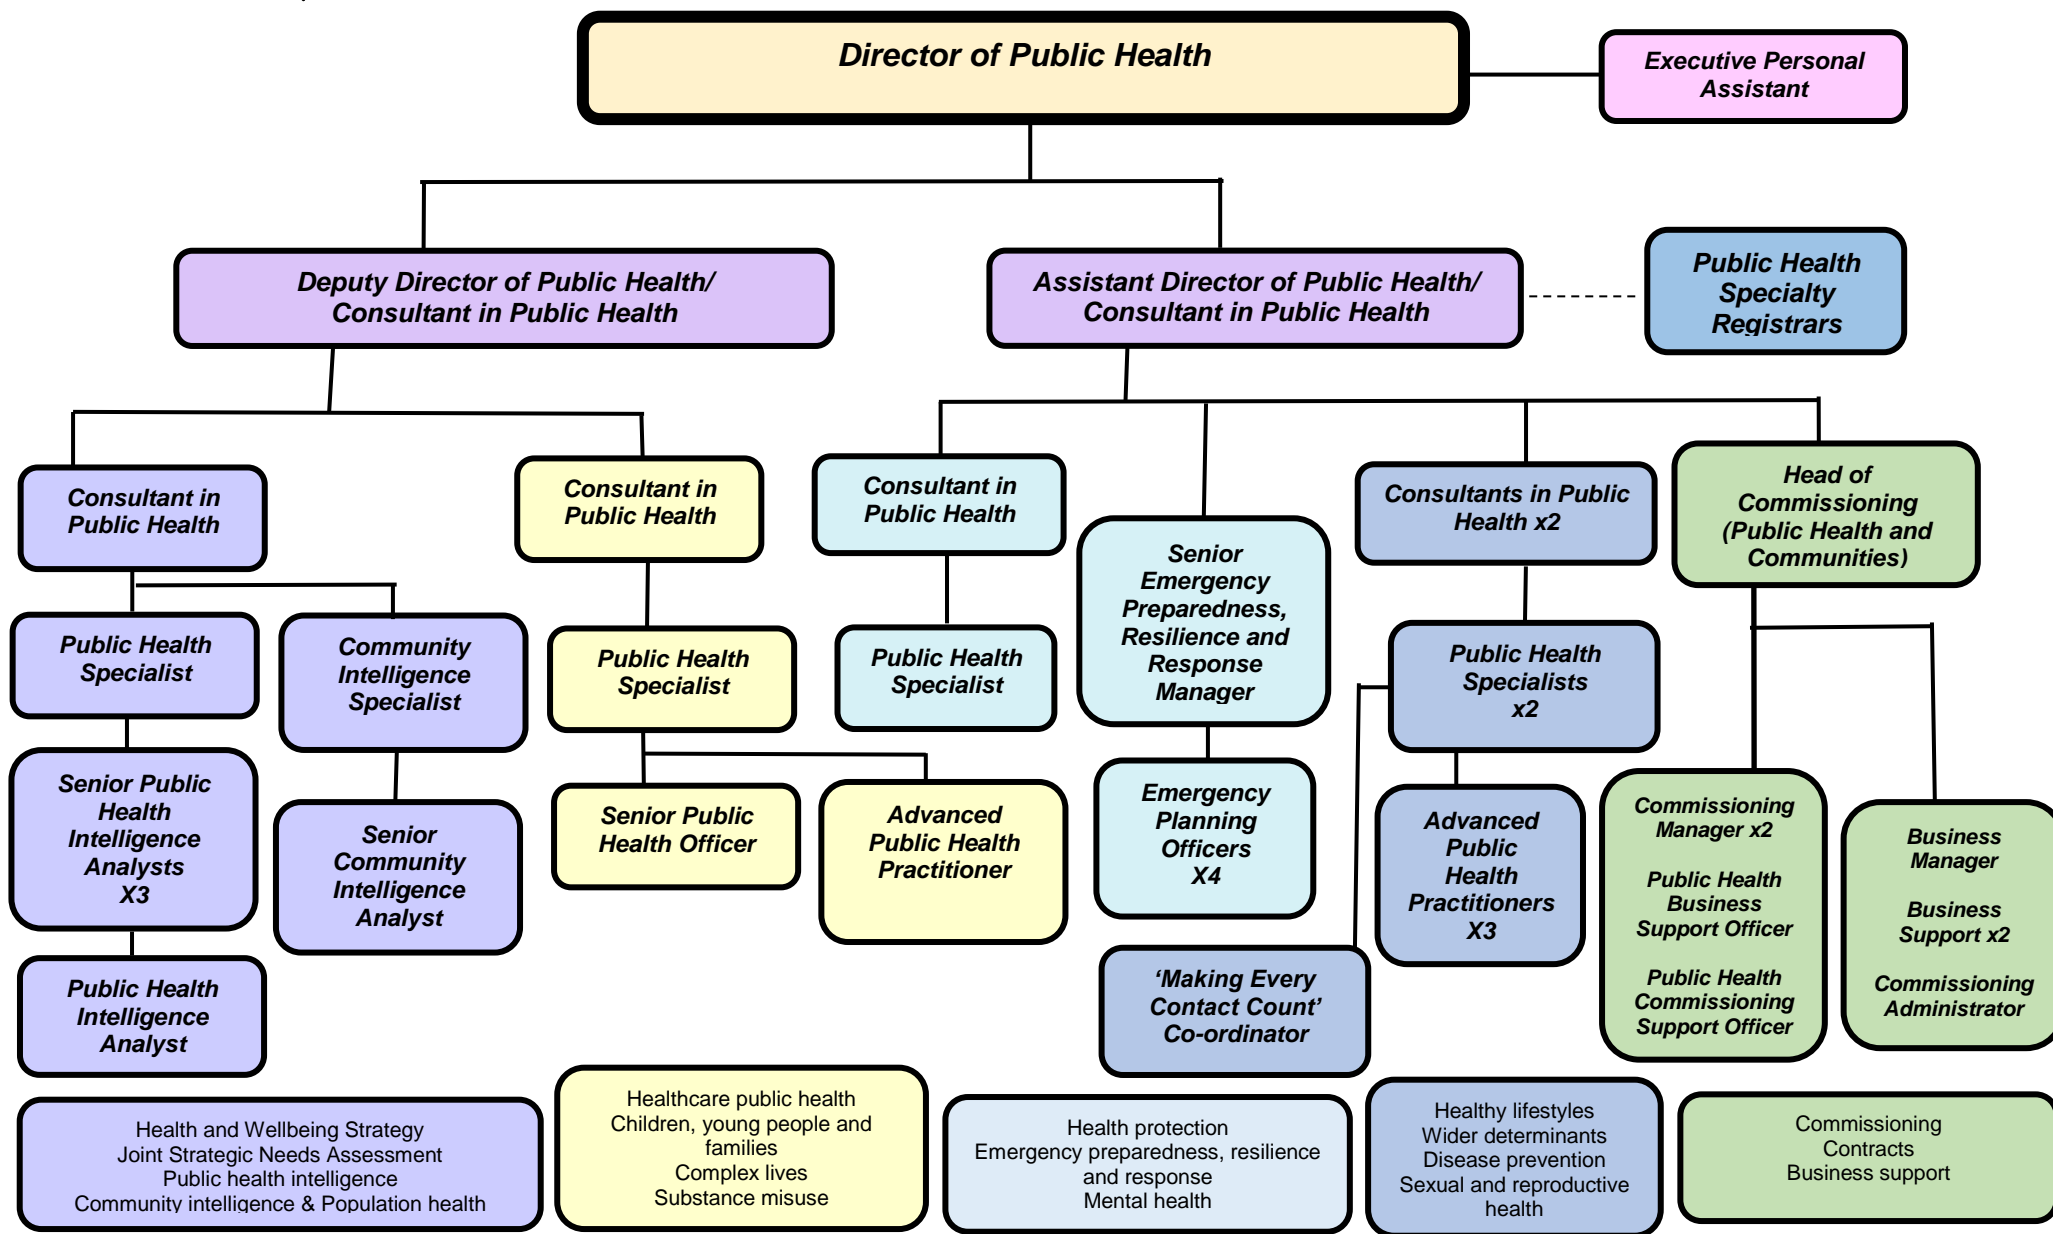 Director of Public Health
Executive Personal
Assistant
Deputy Director of Public Health/
Consultant in Public Health
Assistant Director of Public Health/
Consultant in Public Health
Public Health
Specialty
Registrars
Consultant in
Public Health
Consultant in
Public Health
Consultant in
Public Health
Senior
Emergency
Preparedness,
Resilience and
Response
Manager
Consultants in Public
Health x2
Head of
Commissioning
(Public Health and
Communities)
Public Health
Specialist
Community
Intelligence
Specialist
Public Health
Specialist
Public Health
Specialist
Public Health
Specialists
x2
Senior Public
Health
Intelligence
Analysts
X3
Senior
Community
Intelligence
Analyst
Senior Public
Health Officer
Advanced
Public Health
Practitioner
Emergency
Planning
Officers
X4
Advanced
Public
Health
Practitioners
X3
Commissioning
Manager x2
Public Health
Business
Support Officer
Public Health
Commissioning
Support Officer
Business
Manager
Business
Support x2
Commissioning
Administrator
Public Health
Intelligence
Analyst
‘Making Every
Contact Count’
Co-ordinator
Health and Wellbeing Strategy
Joint Strategic Needs Assessment
Public health intelligence
Community intelligence & Population health
Healthcare public health
Children, young people and
families
Complex lives
Substance misuse
Health protection
Emergency preparedness, resilience
and response
Mental health
Healthy lifestyles
Wider determinants
Disease prevention
Sexual and reproductive
health
Commissioning
Contracts
Business support